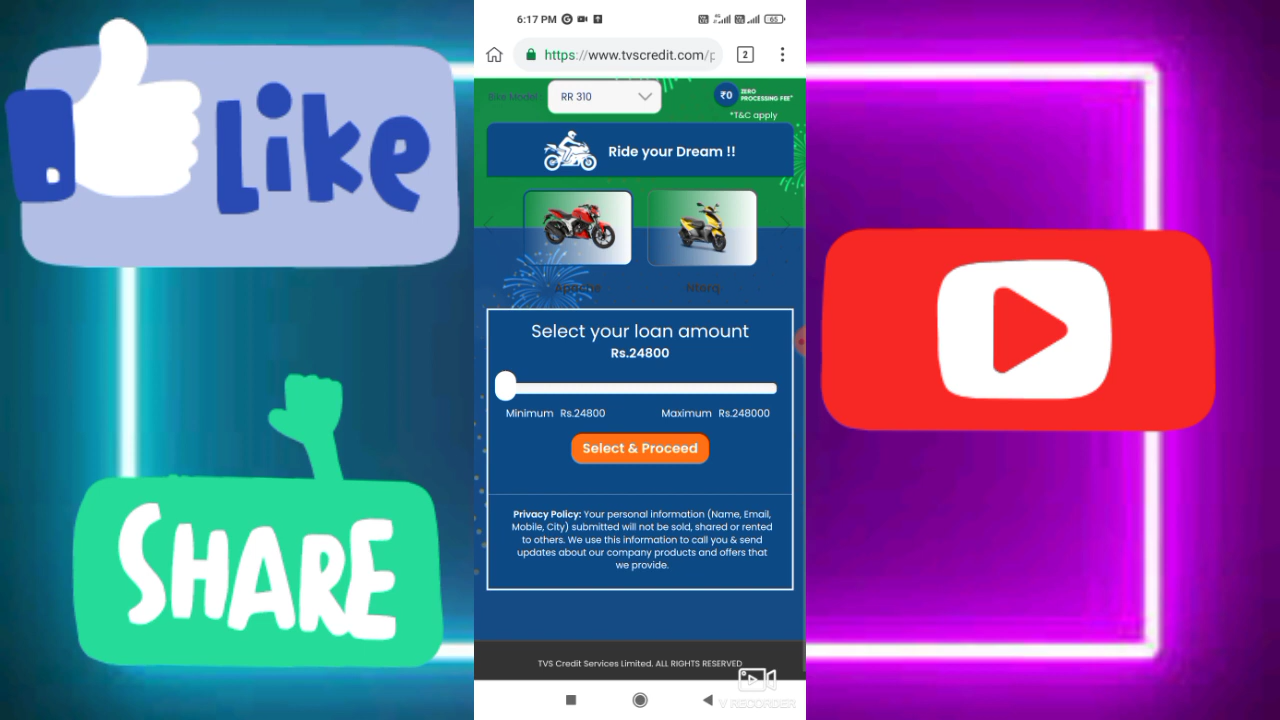 Like
SHARE
6:17 PM
65
https://www.tvscredit.com/p
2
Bike Model
RR 310
₹0 ZERO
PROCESSING FEE*
*T&C apply
Ride your Dream !!
Apache
Ntorq
Select your loan amount
Rs.24800
Minimum Rs.24800
Maximum Rs.248000
Select & Proceed
Privacy Policy: Your personal information (Name, Email,
Mobile, City) submitted will not be sold, shared or rented
to others. We use this information to call you & send
updates about our company products and offers that
we provide.
TVS Credit Services Limited. ALL RIGHTS RESERVED
V RECORDER